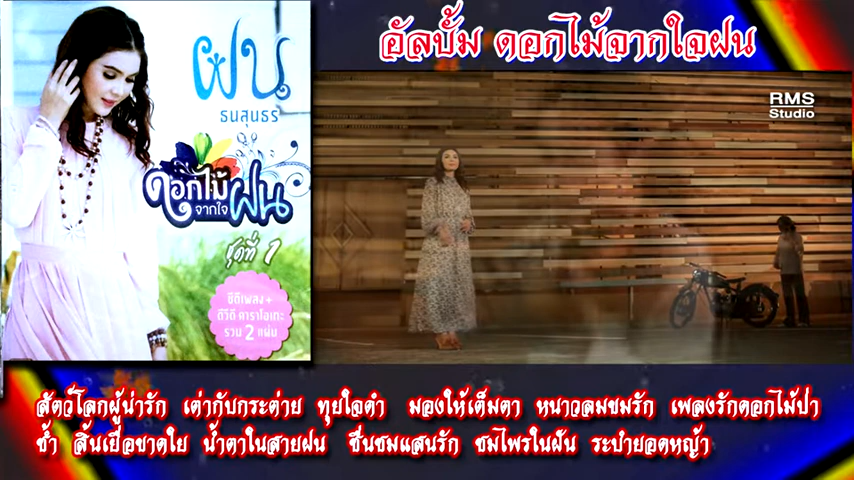 อัลบั้ม ดอกไม้จากใจฝน
ฝน
ธนสุนธร
ดอกไม้
จากใจ
ฝน
ชุดที่ 1
ซีดีเพลง +
ดีวีดี คาราโอเกะ
รวม 2 แผ่น
RMS
Studio
สัตว์โลกผู้น่ารัก เต่ากับกระต่าย ทุยใจดำ มองให้เต็มตา หนาวลมชมรัก เพลงรักดอกไม้ป่า
ช้ำ สิ้นเยื่อขาดใย น้ำตาในสายฝน ชื่นชมแสนรัก ชมไพรในฝัน ระบำยอดหญ้า